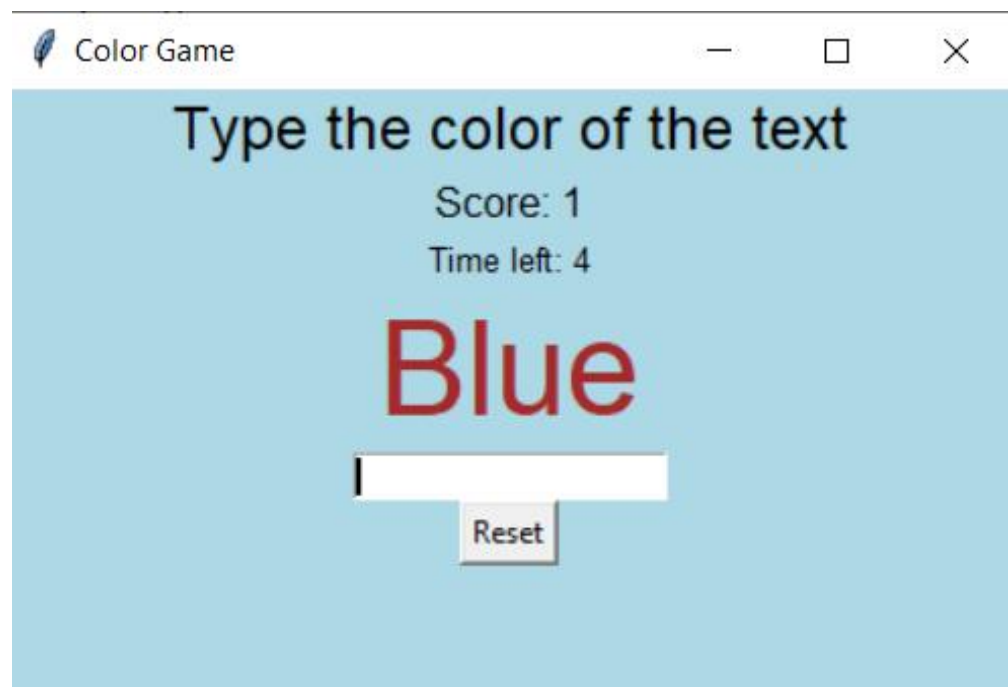 Color Game
Type the color of the text
Score: 1
Time left: 4
Blue
Reset